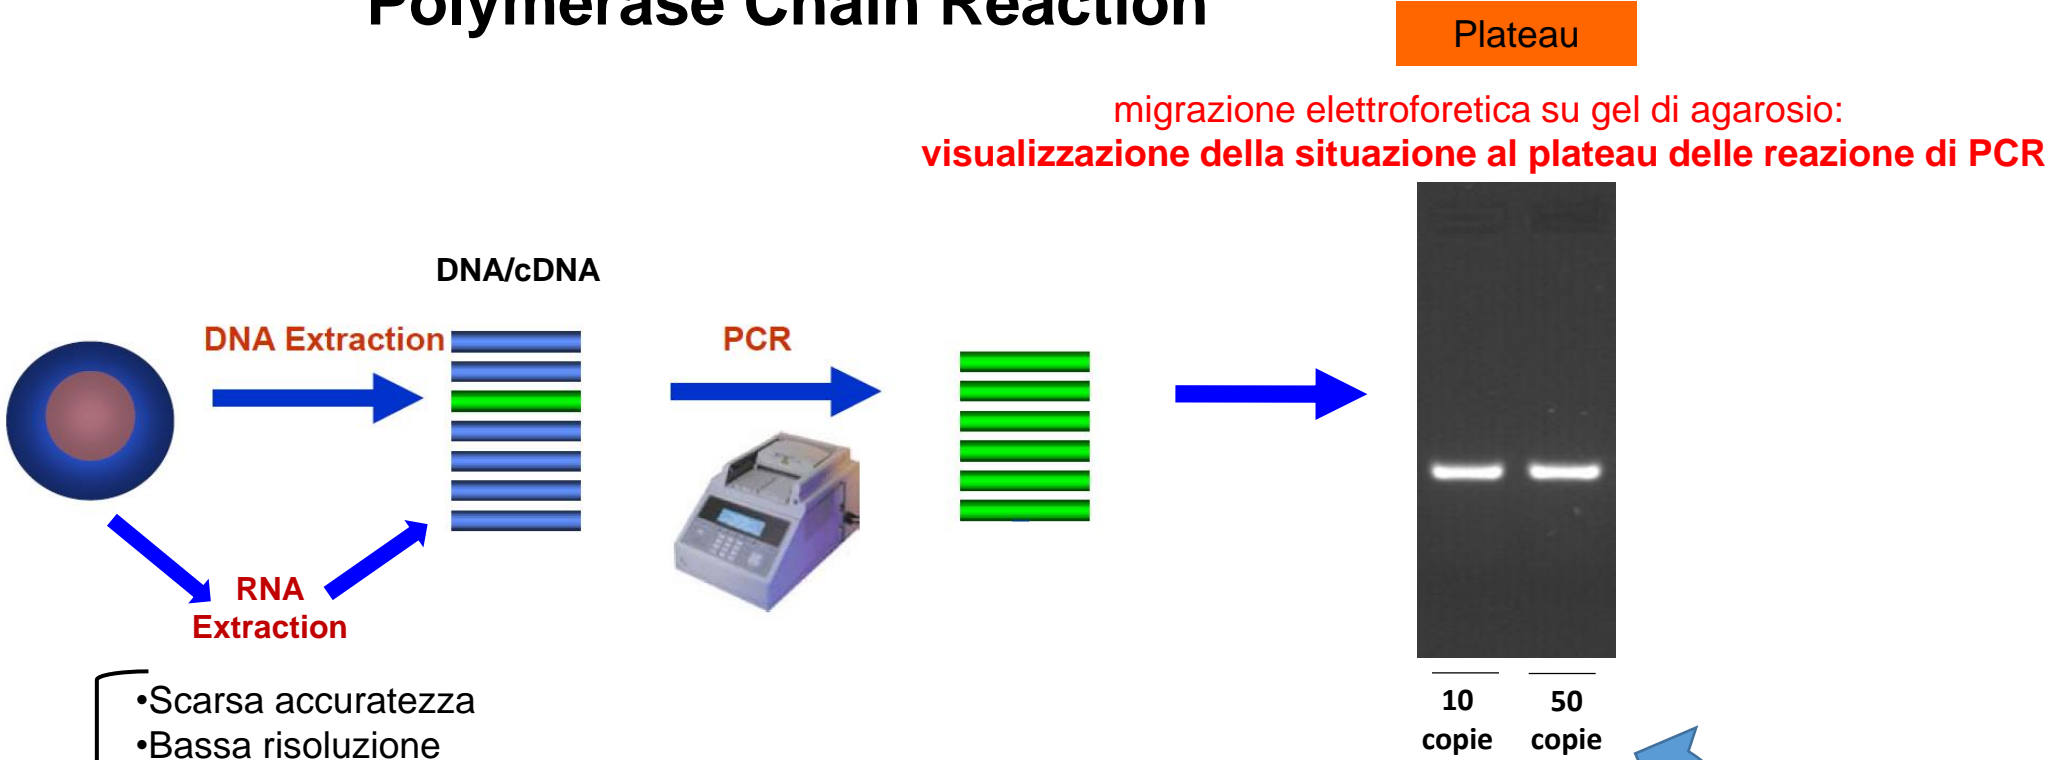 Polymerase Chain Reaction
Plateau
migrazione elettroforetica su gel di agarosio:
visualizzazione della situazione al plateau delle reazione di PCR
DNA/cDNA
DNA Extraction
PCR
RNA
Extraction
•Scarsa accuratezza
•Bassa risoluzione
10 50
copie copie